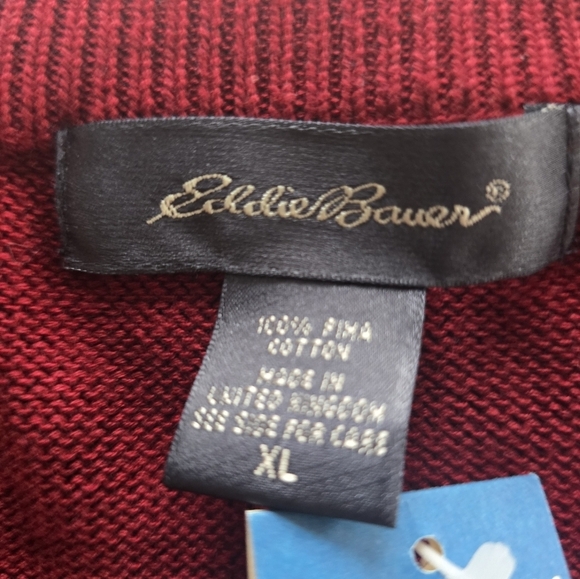 Eddie Bauer®
100% PIMA
COTTON
MADE IN
UNITED KINGDOM
SEE SIDE FOR CARE
XL